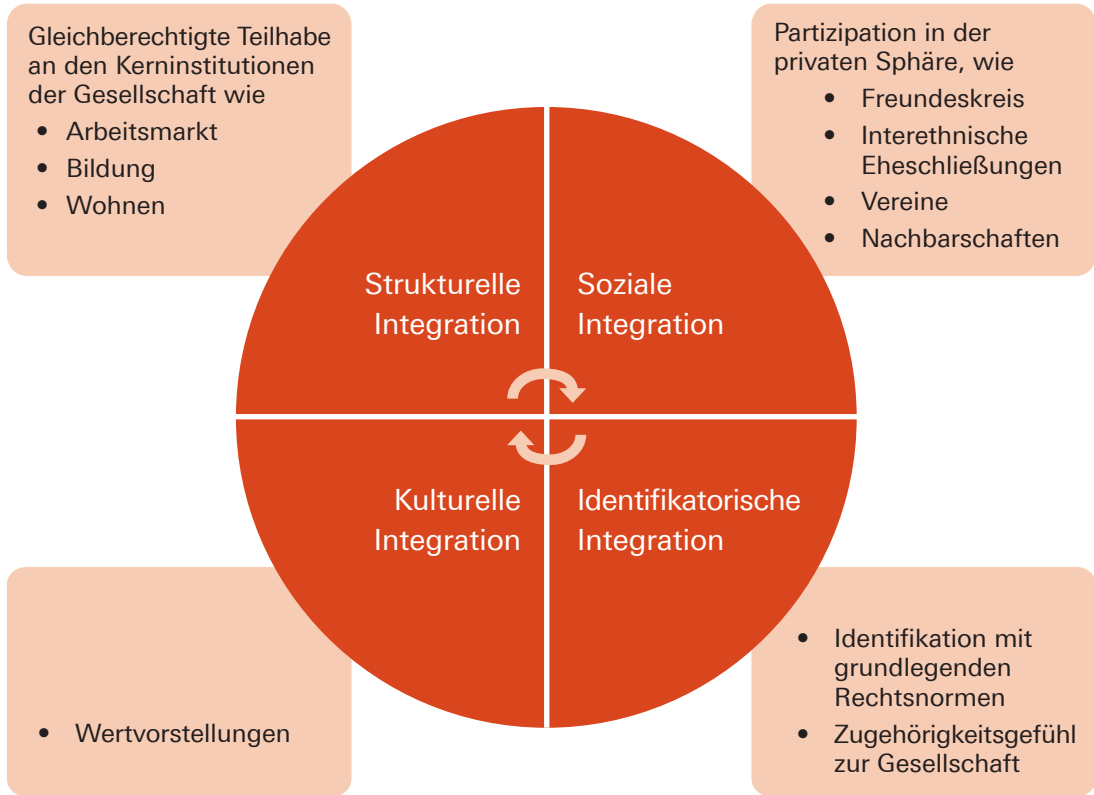 Gleichberechtigte Teilhabe
an den Kerninstitutionen
der Gesellschaft wie
• Arbeitsmarkt
• Bildung
• Wohnen
Partizipation in der
privaten Sphäre, wie
• Freundeskreis
• Interethnische
Eheschließungen
• Vereine
• Nachbarschaften
Strukturelle
Integration
Soziale
Integration
Kulturelle
Integration
Identifikatorische
Integration
• Wertvorstellungen
• Identifikation mit
grundlegenden
Rechtsnormen
• Zugehörigkeitsgefühl
zur Gesellschaft